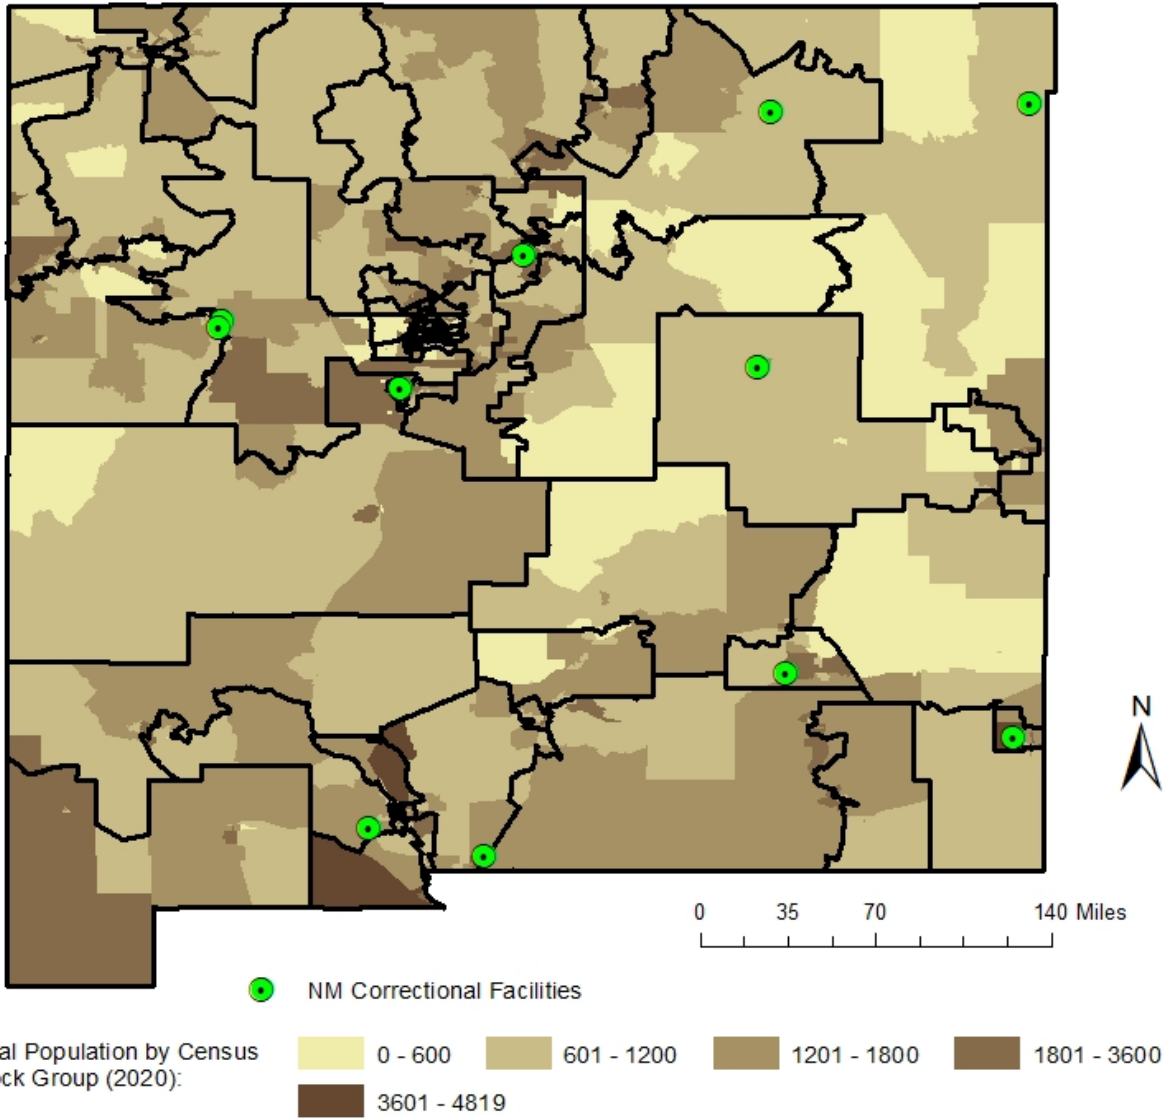 N
0 35 70 140 Miles
NM Correctional Facilities
al Population by Census
ock Group (2020):
0 - 600
601 - 1200
1201 - 1800
1801 - 3600
3601 - 4819